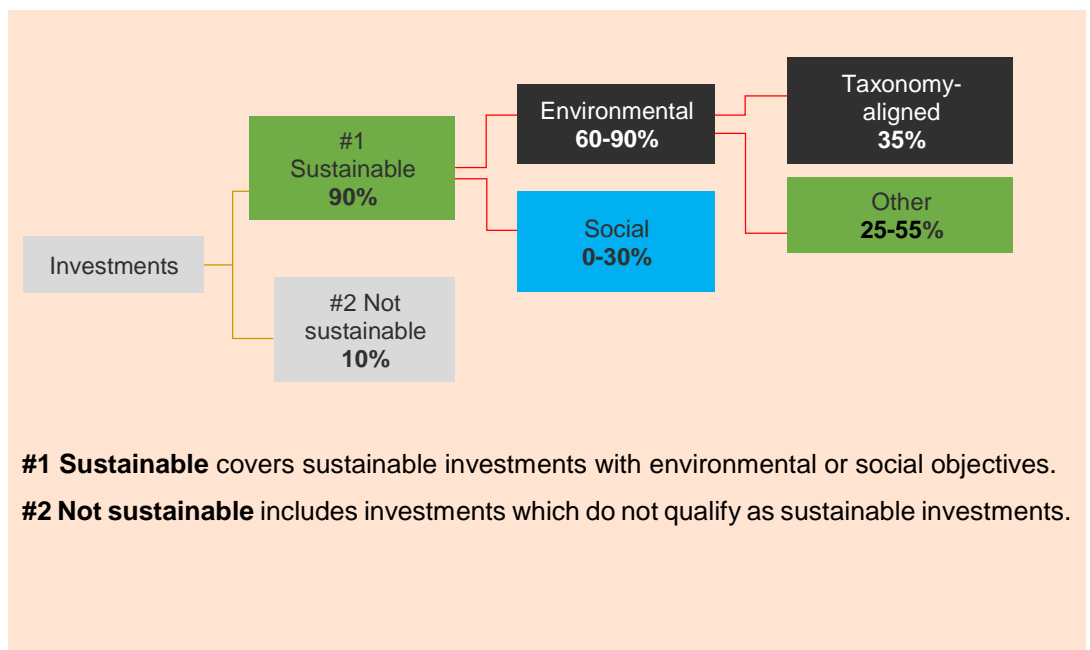 Investments
#1
Sustainable
90%
#2 Not
sustainable
10%
Environmental
60-90%
Social
0-30%
Taxonomy-
aligned
35%
Other
25-55%
#1 Sustainable covers sustainable investments with environmental or social objectives.
#2 Not sustainable includes investments which do not qualify as sustainable investments.